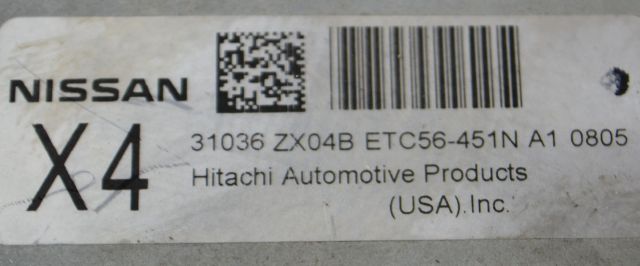 NISSAN
X4
31036 ZX04B ETC56-451N A1 0805
Hitachi Automotive Products
(USA).Inc.